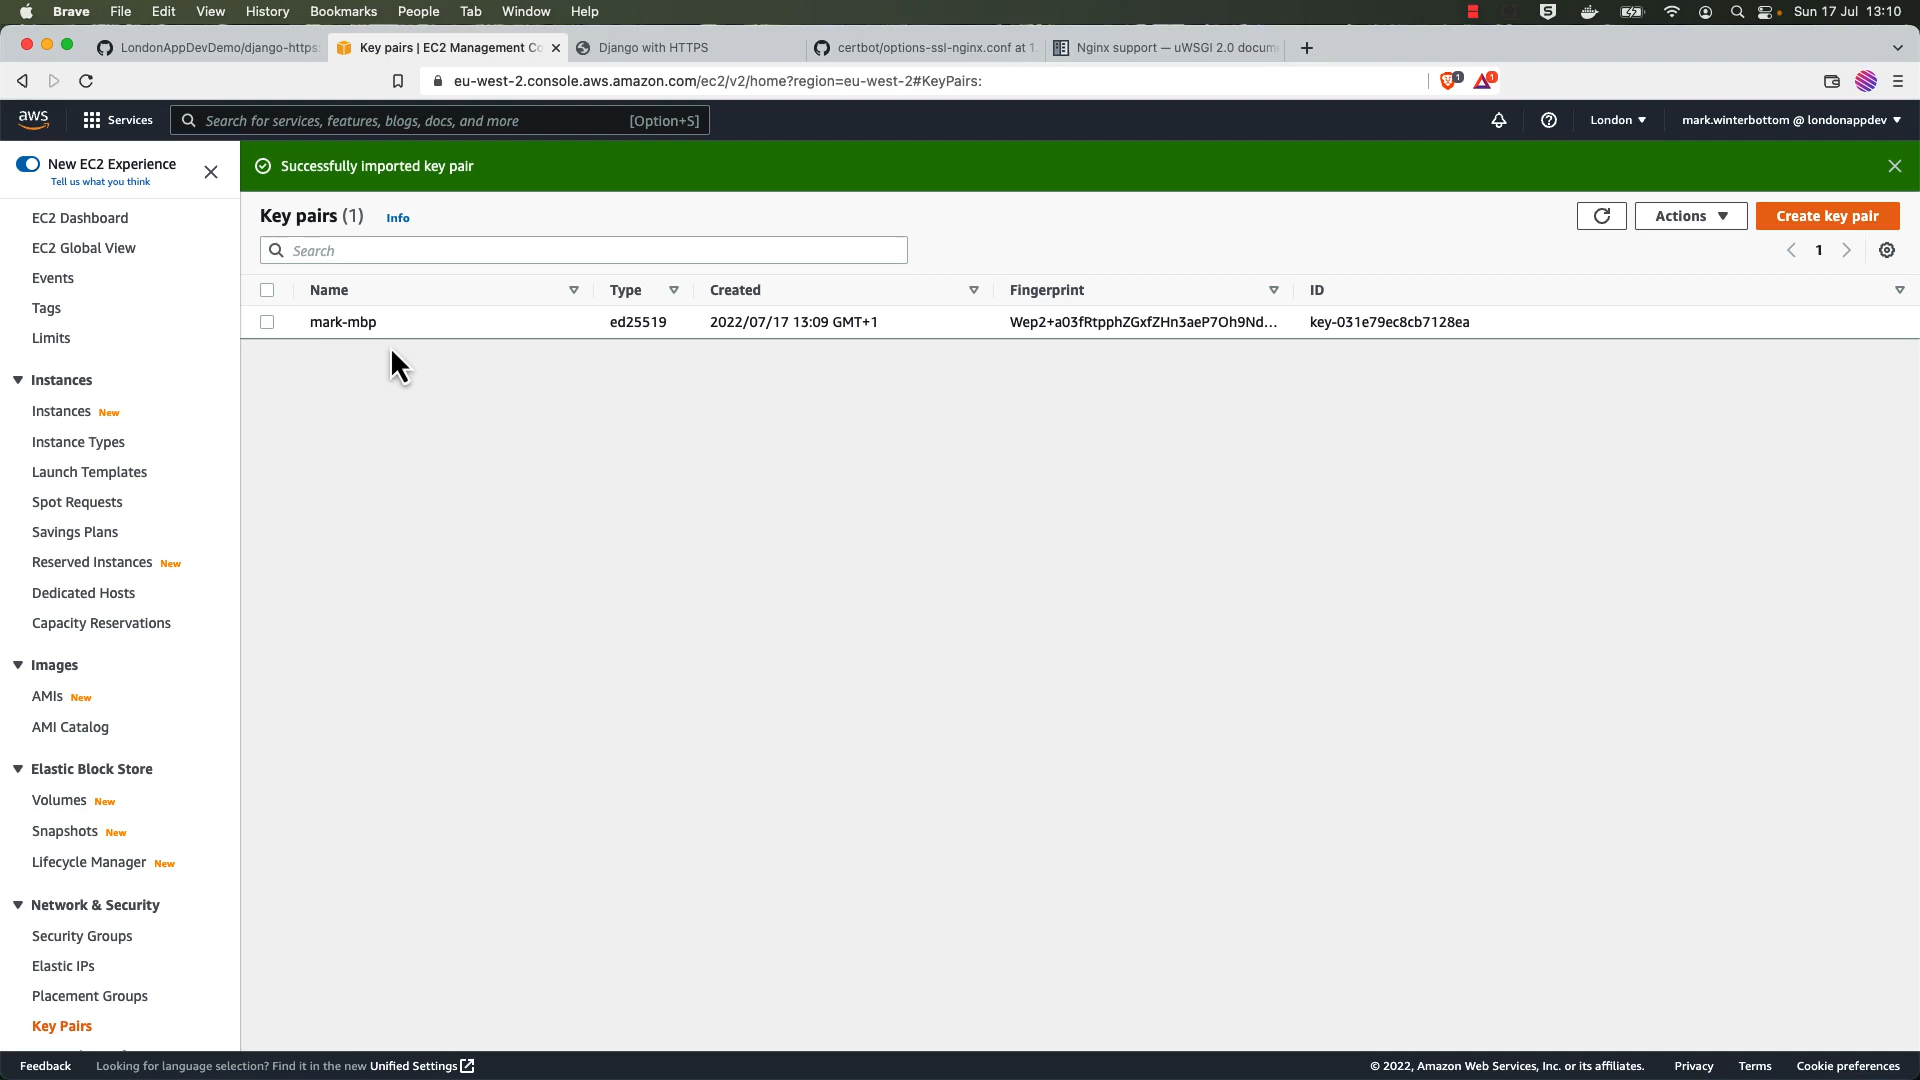 Brave File Edit View History Bookmarks People Tab Window Help Sun 17 Jul 13:10
LondonAppDevDemo/django-https: Key pairs | EC2 Management Co Django with HTTPS certbot/options-ssl-nginx.conf at 1. Nginx support — uWSGI 2.0 docum
eu-west-2.console.aws.amazon.com/ec2/v2/home?region=eu-west-2#KeyPairs: 1 1
aws Services Search for services, features, blogs, docs, and more [Option+S] London mark.winterbottom @ londonappdev
New EC2 Experience
Tell us what you think
Successfully imported key pair
EC2 Dashboard
EC2 Global View
Events
Tags
Limits
Instances
Instances New
Instance Types
Launch Templates
Spot Requests
Savings Plans
Reserved Instances New
Dedicated Hosts
Capacity Reservations
Images
AMIs New
AMI Catalog
Elastic Block Store
Volumes New
Snapshots New
Lifecycle Manager New
Network & Security
Security Groups
Elastic IPs
Placement Groups
Key Pairs
Key pairs (1) Info Actions Create key pair
Search 1
Name Type Created Fingerprint ID
mark-mbp ed25519 2022/07/17 13:09 GMT+1 Wep2+a03fRtpphZGxfZHn3aeP7Oh9Nd... key-031e79ec8cb7128ea
Feedback Looking for language selection? Find it in the new Unified Settings © 2022, Amazon Web Services, Inc. or its affiliates. Privacy Terms Cookie preferences